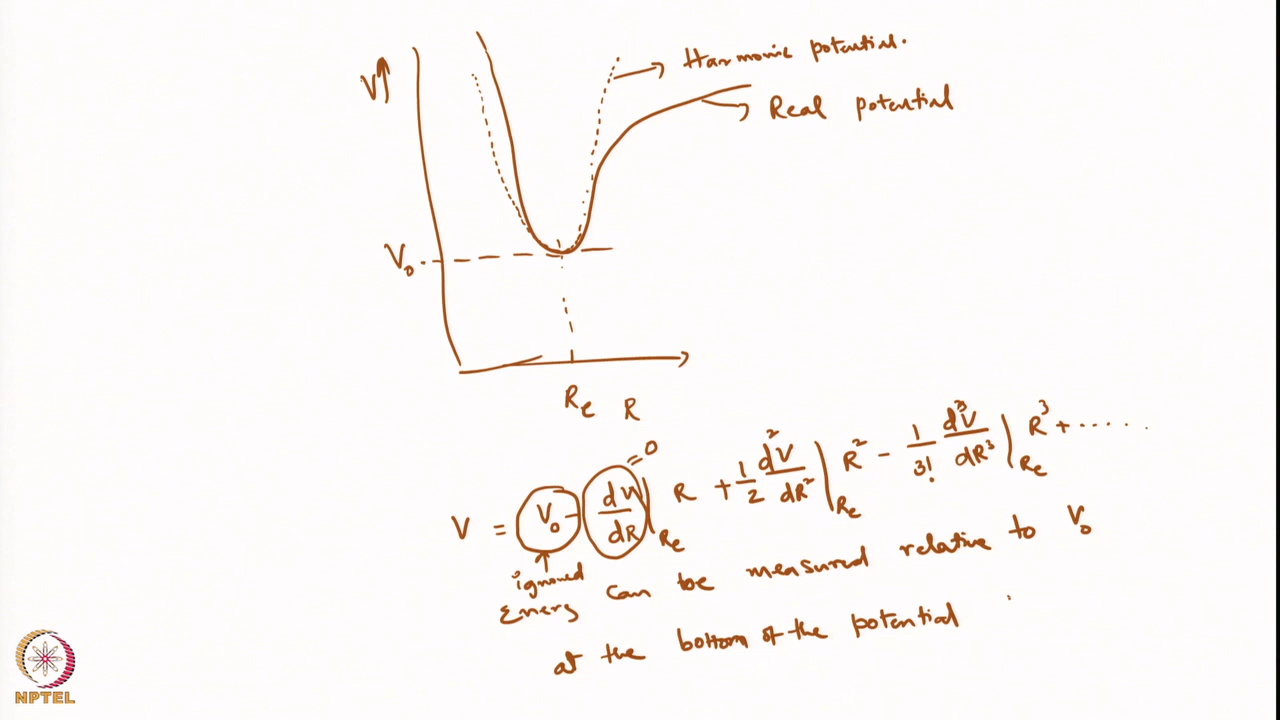 V↑
Harmonic potential.
Real potential
V₀
Rₑ R
V = V₀ - dV/dR|Rₑ R + 1/2 d²V/dR²|Rₑ R² - 1/3! d³V/dR³|Rₑ R³ + ......
=0
ignored
Energy can be measured relative to V₀
at the bottom of the potential
NPTEL